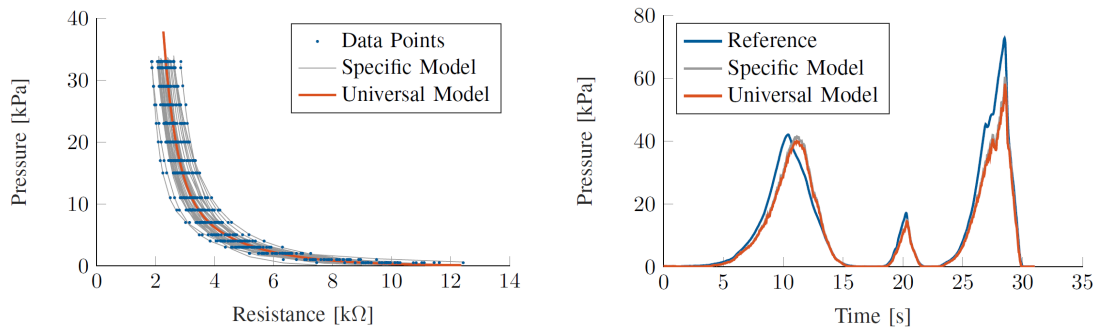 40
30
20
10
0
Pressure [kPa]
0 2 4 6 8 10 12 14
Resistance [kΩ]
Data Points
Specific Model
Universal Model
80
60
40
20
0
Pressure [kPa]
0 5 10 15 20 25 30 35
Time [s]
Reference
Specific Model
Universal Model